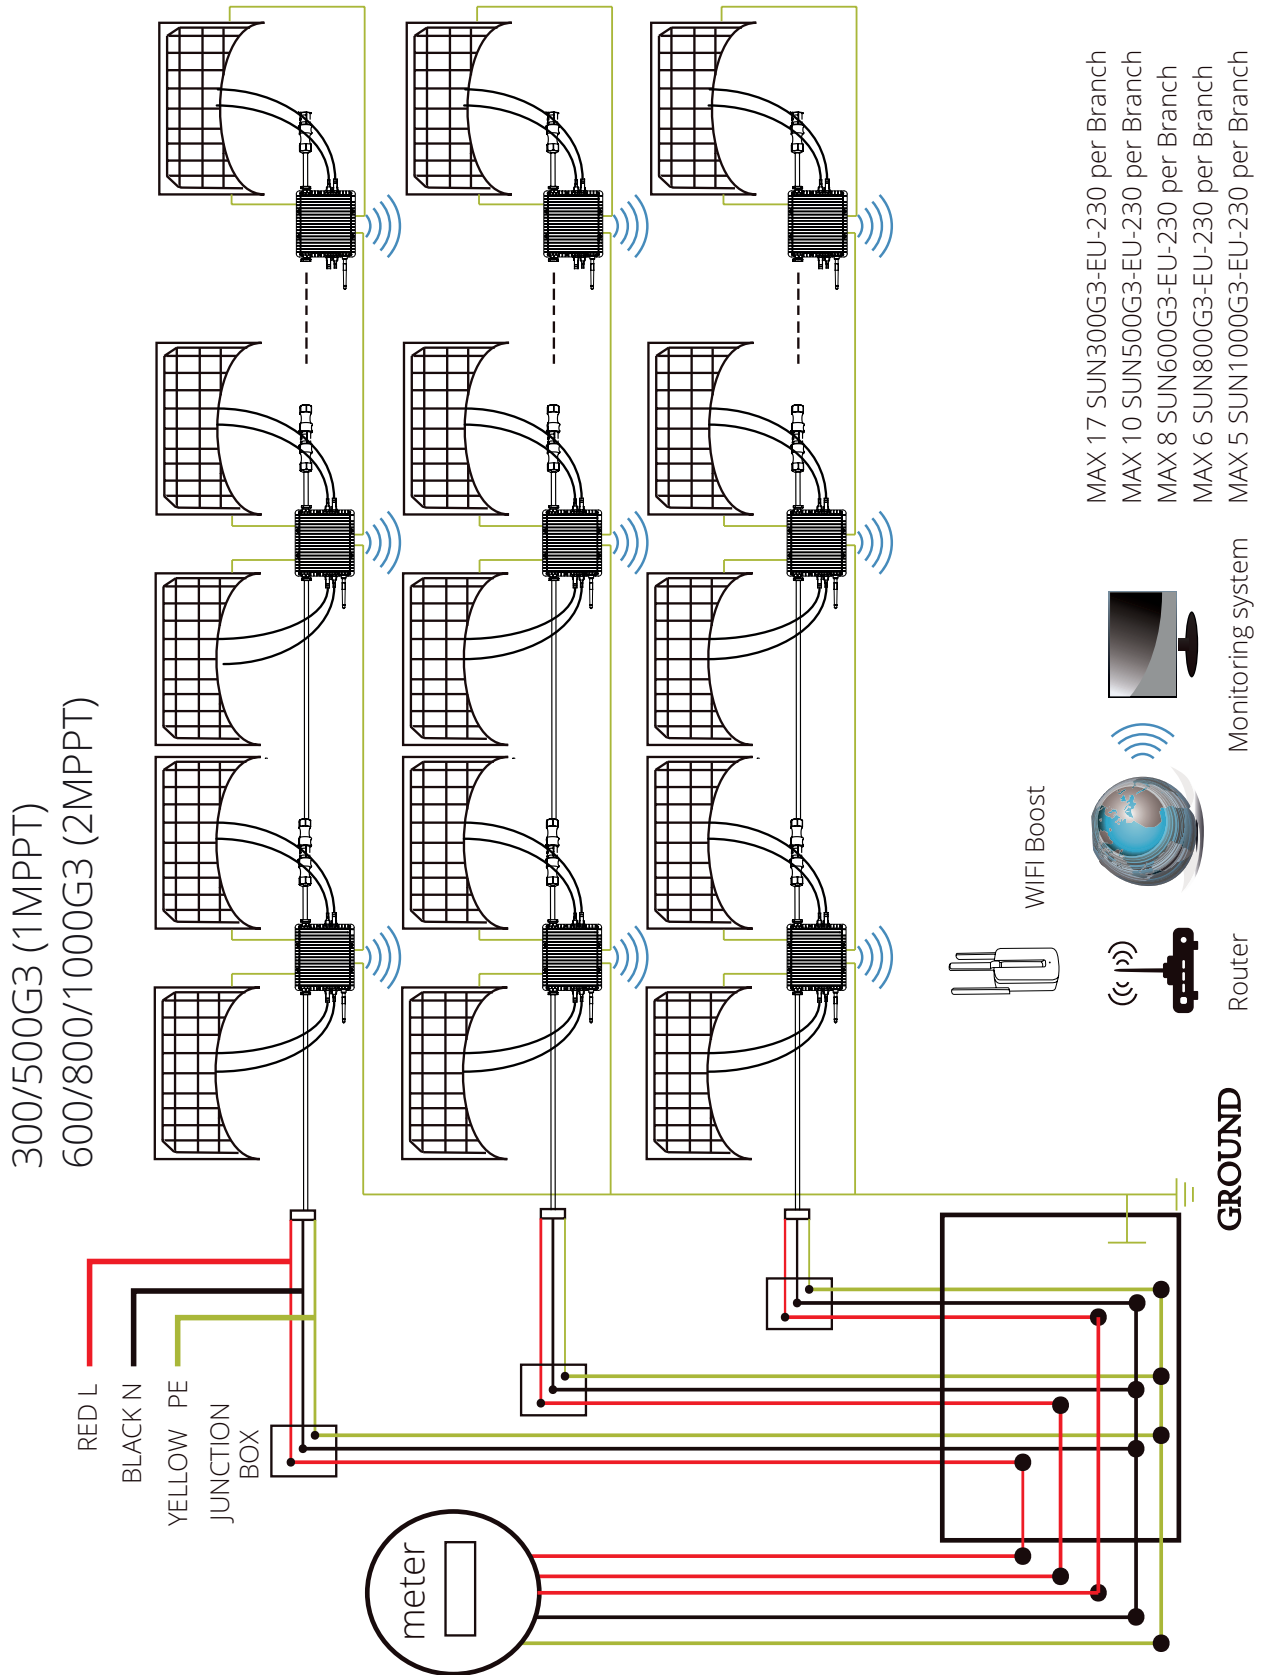 300/500G3 (1MPPT)
600/800/1000G3 (2MPPT)
RED L
BLACK N
YELLOW PE
JUNCTION
BOX
meter
GROUND
WIFI Boost
Router
Monitoring system
MAX 17 SUN300G3-EU-230 per Branch
MAX 10 SUN500G3-EU-230 per Branch
MAX 8 SUN600G3-EU-230 per Branch
MAX 6 SUN800G3-EU-230 per Branch
MAX 5 SUN1000G3-EU-230 per Branch